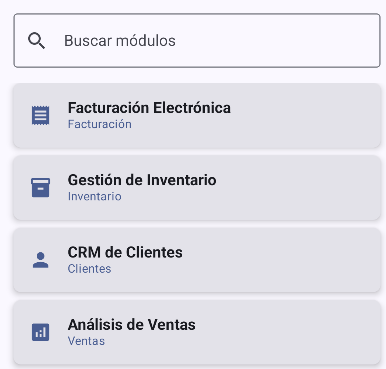 Buscar módulos
Facturación Electrónica
Facturación
Gestión de Inventario
Inventario
CRM de Clientes
Clientes
Análisis de Ventas
Ventas